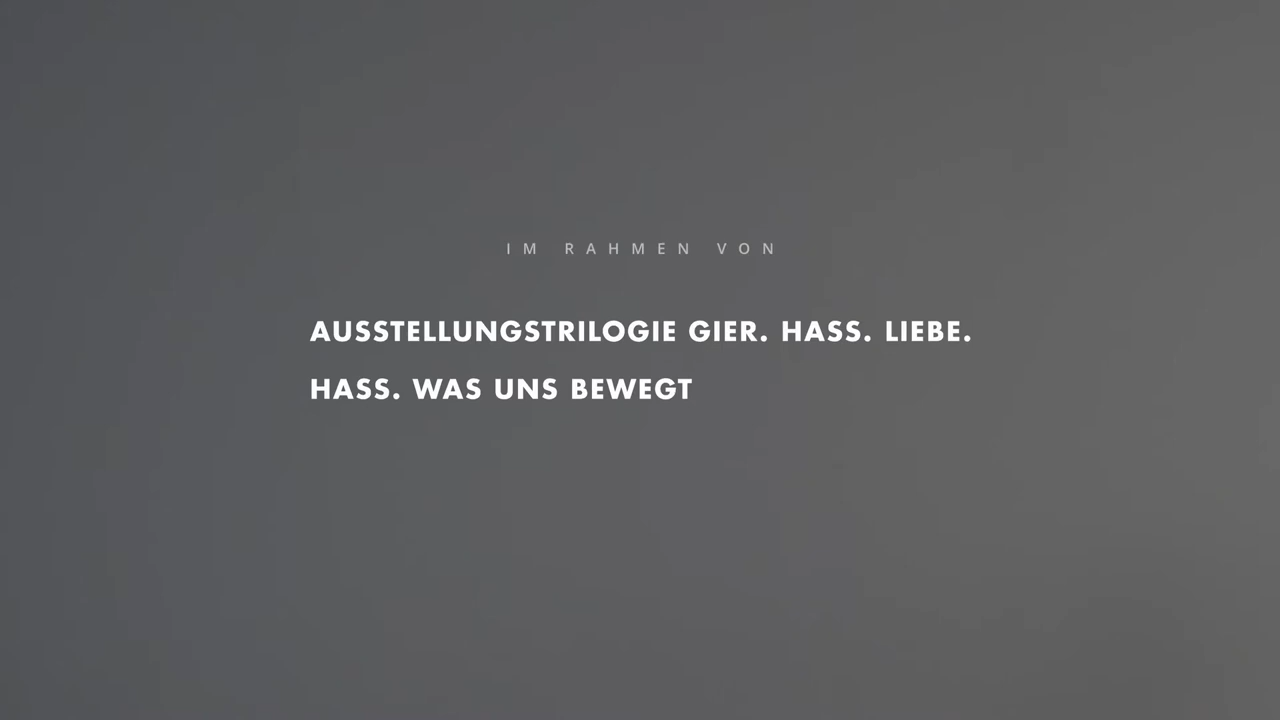 IM RAHMEN VON
AUSSTELLUNGSTRILOGIE GIER. HASS. LIEBE.
HASS. WAS UNS BEWEGT